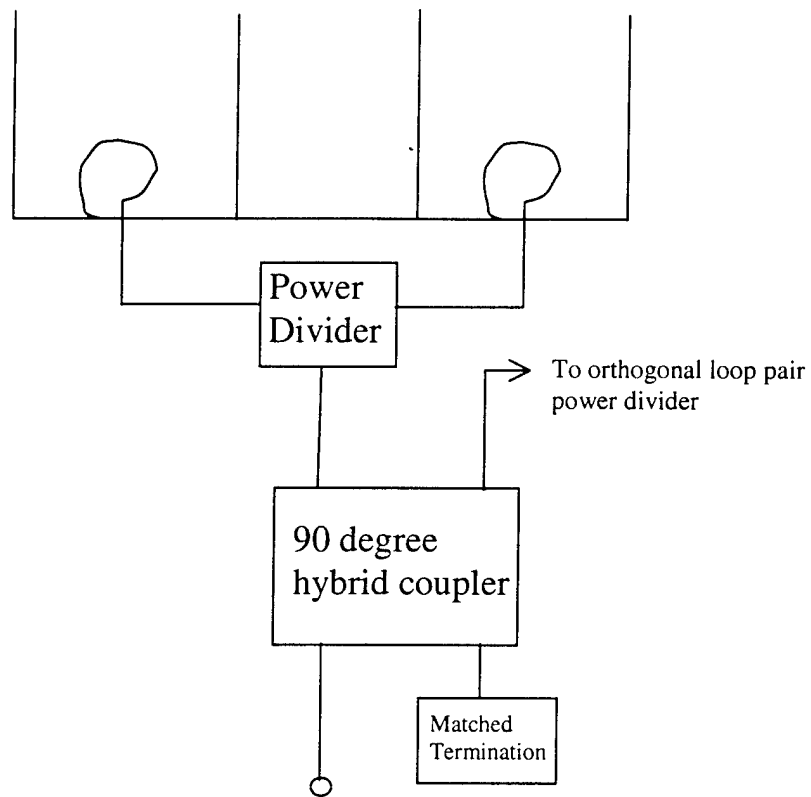 Power
Divider
To orthogonal loop pair
power divider
90 degree
hybrid coupler
Matched
Termination